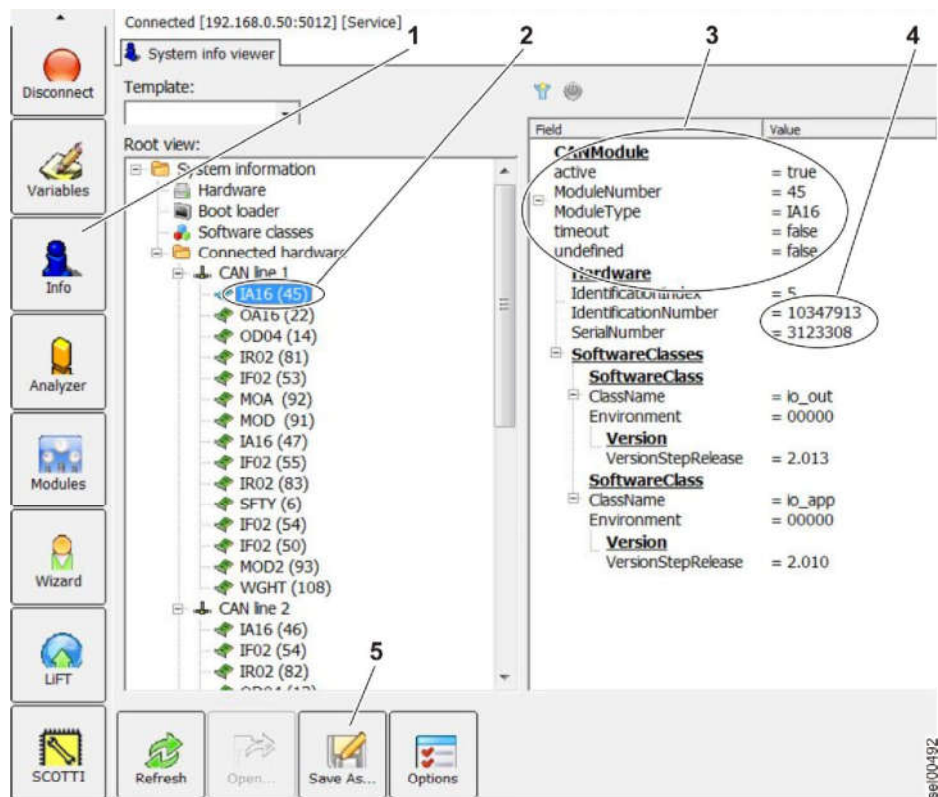 Connected [192.168.0.50:5012] [Service]
1
2
3
4
System info viewer
Disconnect
Variables
Info
Analyzer
Modules
Wizard
LiFT
SCOTTI
Template:
Root view:
System information
Hardware
Boot loader
Software classes
Connected hardware
CAN line 1
IA16 (45)
OA16 (22)
OD04 (14)
IR02 (81)
IF02 (53)
MOA (92)
MOD (91)
IA16 (47)
IF02 (55)
IR02 (83)
SFTY (6)
IF02 (54)
IF02 (50)
MOD2 (93)
WGHT (108)
CAN line 2
IA16 (46)
IF02 (54)
IR02 (82)
Field Value
CANModule
active = true
ModuleNumber = 45
ModuleType = IA16
timeout = false
undefined = false
Hardware
IdentificationIndex = 5
IdentificationNumber = 10347913
SerialNumber = 3123308
SoftwareClasses
SoftwareClass
ClassName = io_out
Environment = 00000
Version
VersionStepRelease = 2.013
SoftwareClass
ClassName = io_app
Environment = 00000
Version
VersionStepRelease = 2.010
5
Refresh
Open...
Save As...
Options
sel00492